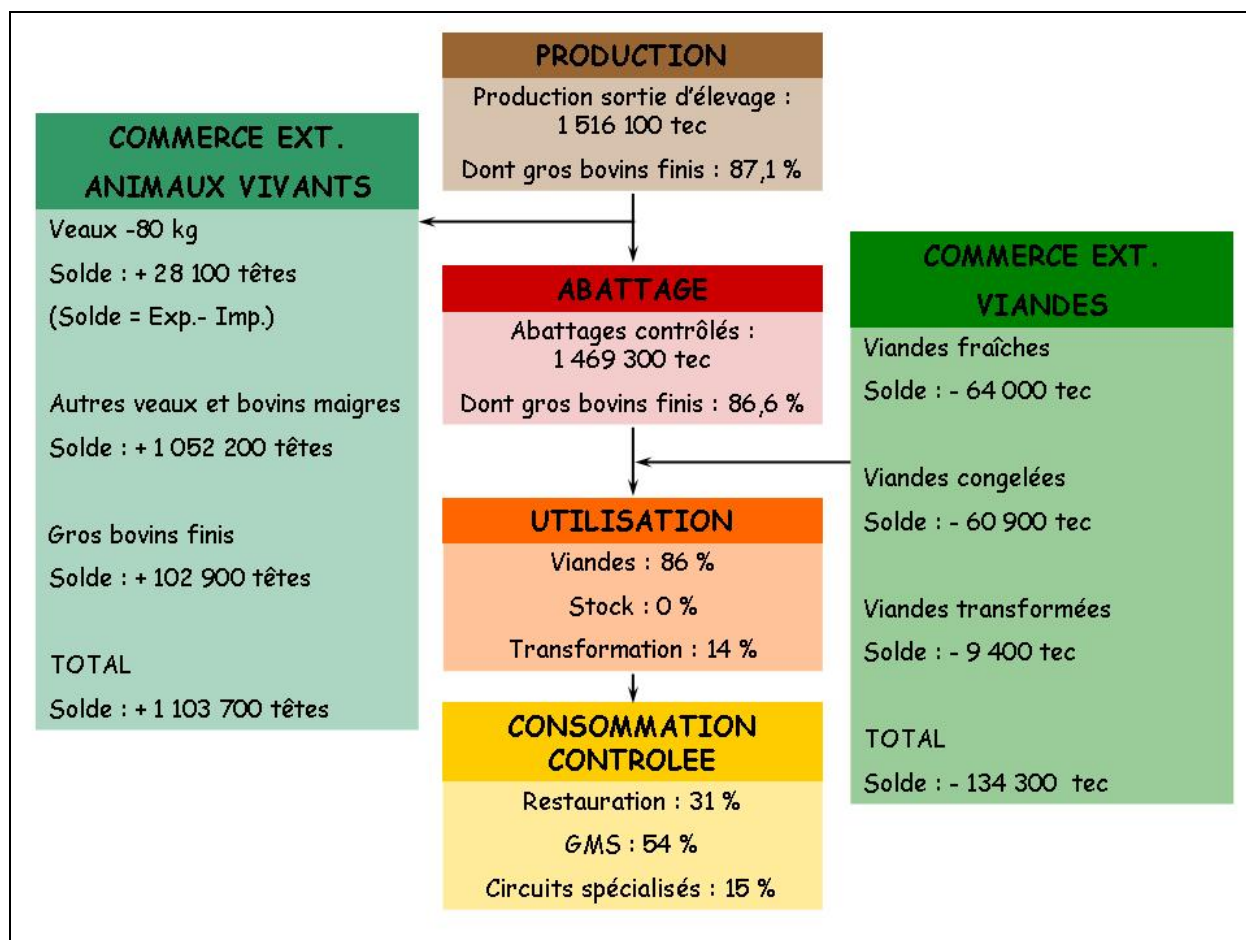 PRODUCTION
Production sortie d'élevage :
1 516 100 tec
Dont gros bovins finis : 87,1 %
COMMERCE EXT.
ANIMAUX VIVANTS
Veaux -80 kg
Solde : + 28 100 têtes
(Solde = Exp.- Imp.)
Autres veaux et bovins maigres
Solde : + 1 052 200 têtes
Gros bovins finis
Solde : + 102 900 têtes
TOTAL
Solde : + 1 103 700 têtes
ABATTAGE
Abattages contrôlés :
1 469 300 tec
Dont gros bovins finis : 86,6 %
COMMERCE EXT.
VIANDES
Viandes fraîches
Solde : - 64 000 tec
Viandes congelées
Solde : - 60 900 tec
Viandes transformées
Solde : - 9 400 tec
TOTAL
Solde : - 134 300 tec
UTILISATION
Viandes : 86 %
Stock : 0 %
Transformation : 14 %
CONSOMMATION
CONTROLEE
Restauration : 31 %
GMS : 54 %
Circuits spécialisés : 15 %